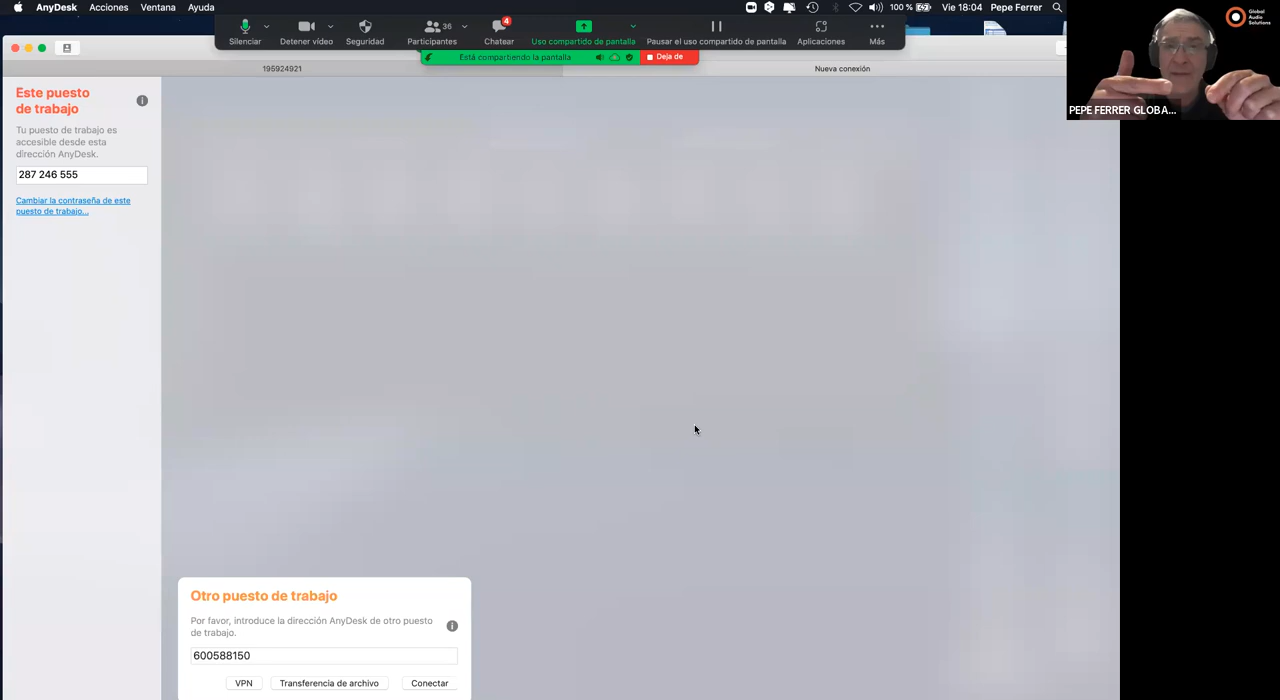 AnyDesk Acciones Ventana Ayuda
100 % Vie 18:04 Pepe Ferrer
Global
Audio
Solutions
36
4
Silenciar Detener vídeo Seguridad Participantes Chatear Uso compartido de pantalla Pausar el uso compartido de pantalla Aplicaciones Más
Está compartiendo la pantalla Deja de
195924921 Nueva conexión
PEPE FERRER GLOBA...
Este puesto
de trabajo
Tu puesto de trabajo es
accesible desde esta
dirección AnyDesk.
287 246 555
Cambiar la contraseña de este
puesto de trabajo...
Otro puesto de trabajo
Por favor, introduce la dirección AnyDesk de otro puesto
de trabajo.
600588150
VPN Transferencia de archivo Conectar